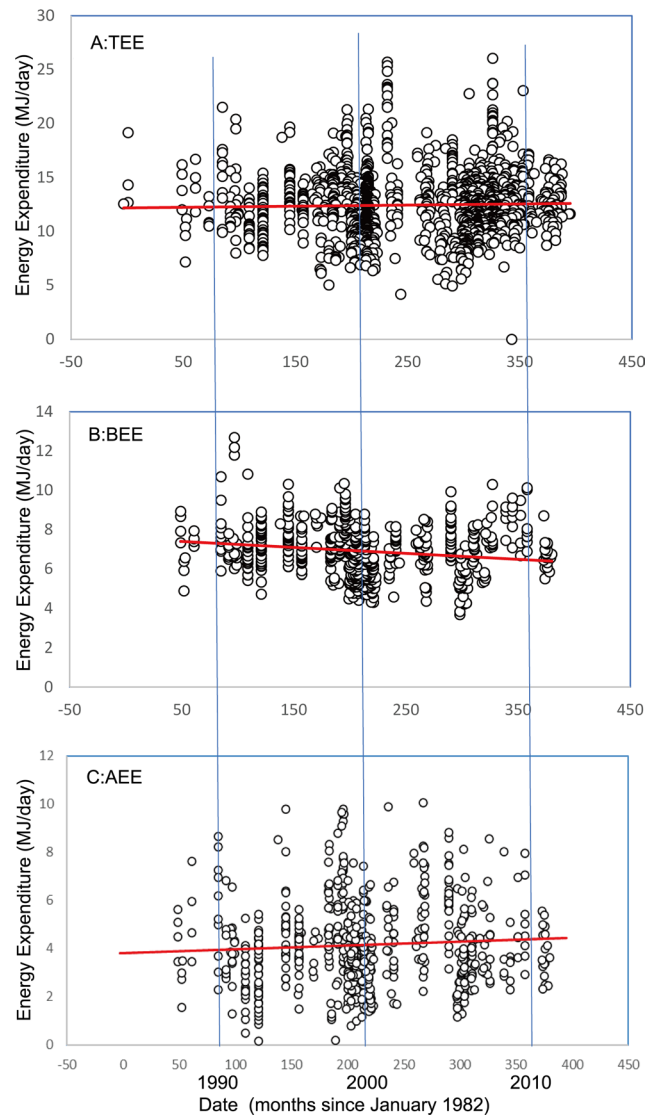 A:TEE
Energy Expenditure (MJ/day)
30
25
20
15
10
5
0
-50 50 150 250 350 450
B:BEE
Energy Expenditure (MJ/day)
14
12
10
8
6
4
2
0
-50 50 150 250 350 450
C:AEE
Energy Expenditure (MJ/day)
12
10
8
6
4
2
0
-50 0 50 100 150 200 250 300 350 400 450
1990 2000 2010
Date (months since January 1982)